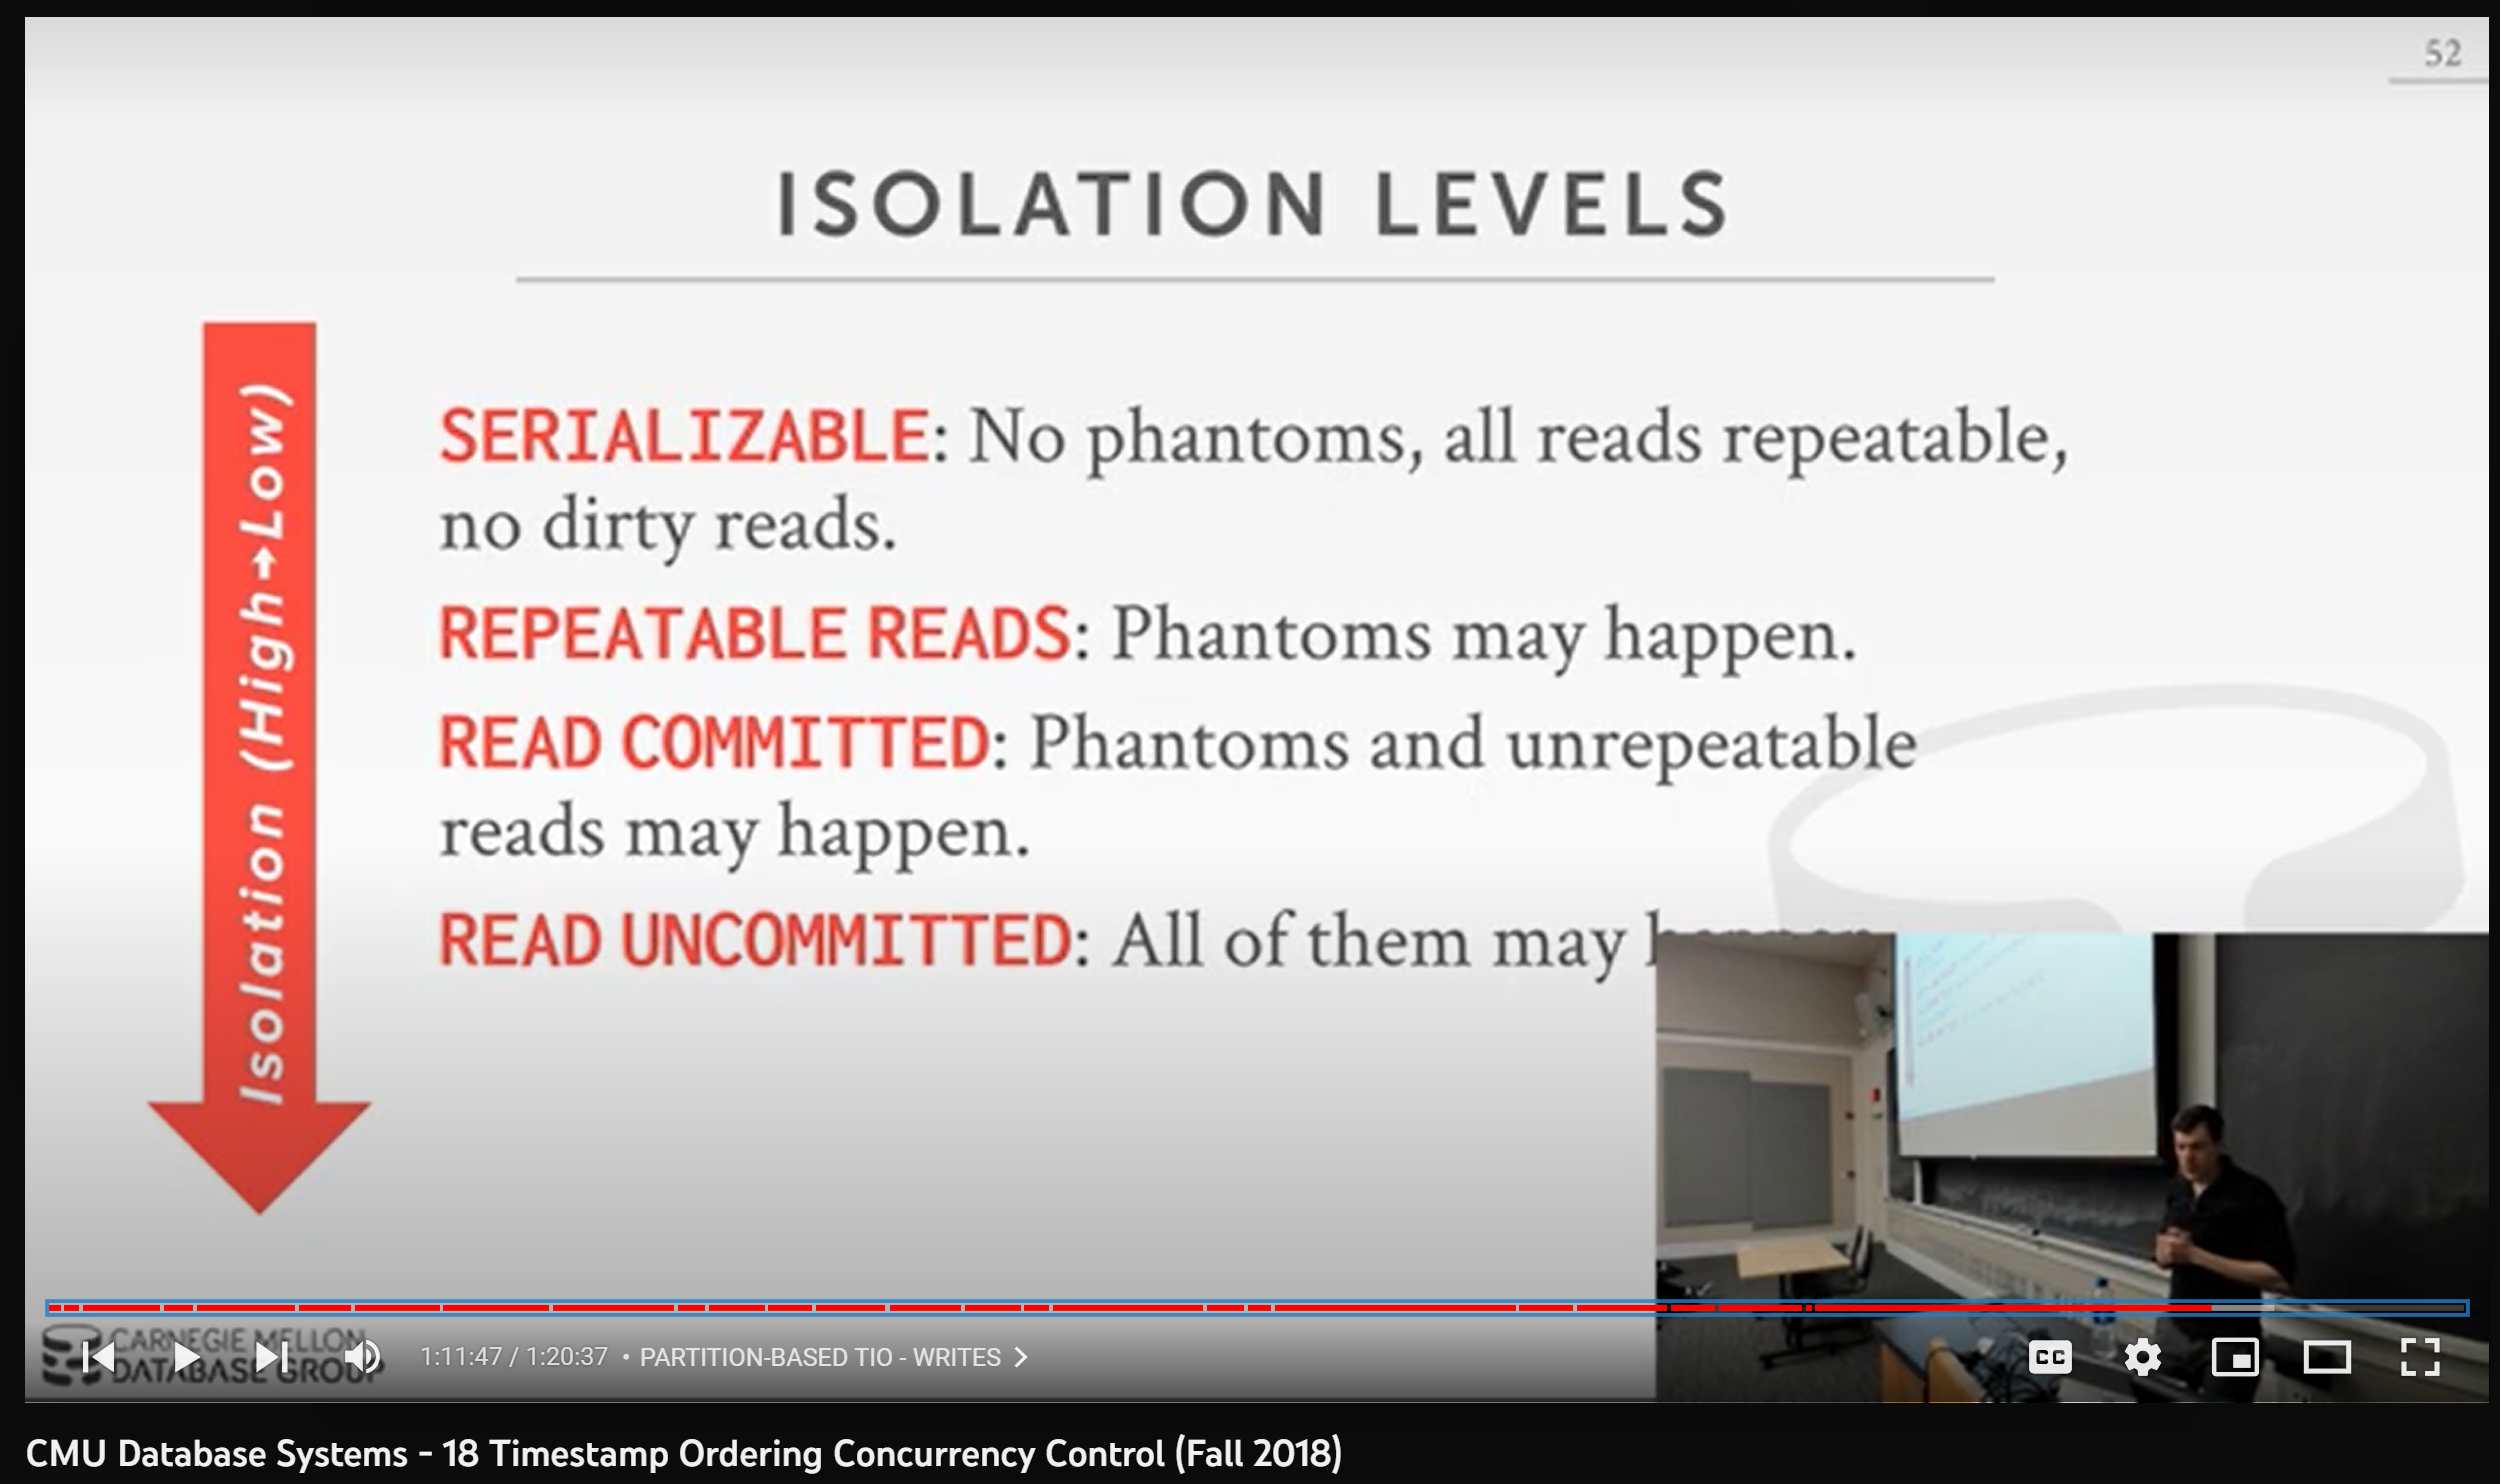 52
ISOLATION LEVELS
Isolation (High➔Low)
SERIALIZABLE: No phantoms, all reads repeatable,
no dirty reads.
REPEATABLE READS: Phantoms may happen.
READ COMMITTED: Phantoms and unrepeatable
reads may happen.
READ UNCOMMITTED: All of them may
CARNEGIE MELLON
DATABASE GROUP
1:11:47 / 1:20:37 • PARTITION-BASED TIO - WRITES
CC
CMU Database Systems - 18 Timestamp Ordering Concurrency Control (Fall 2018)